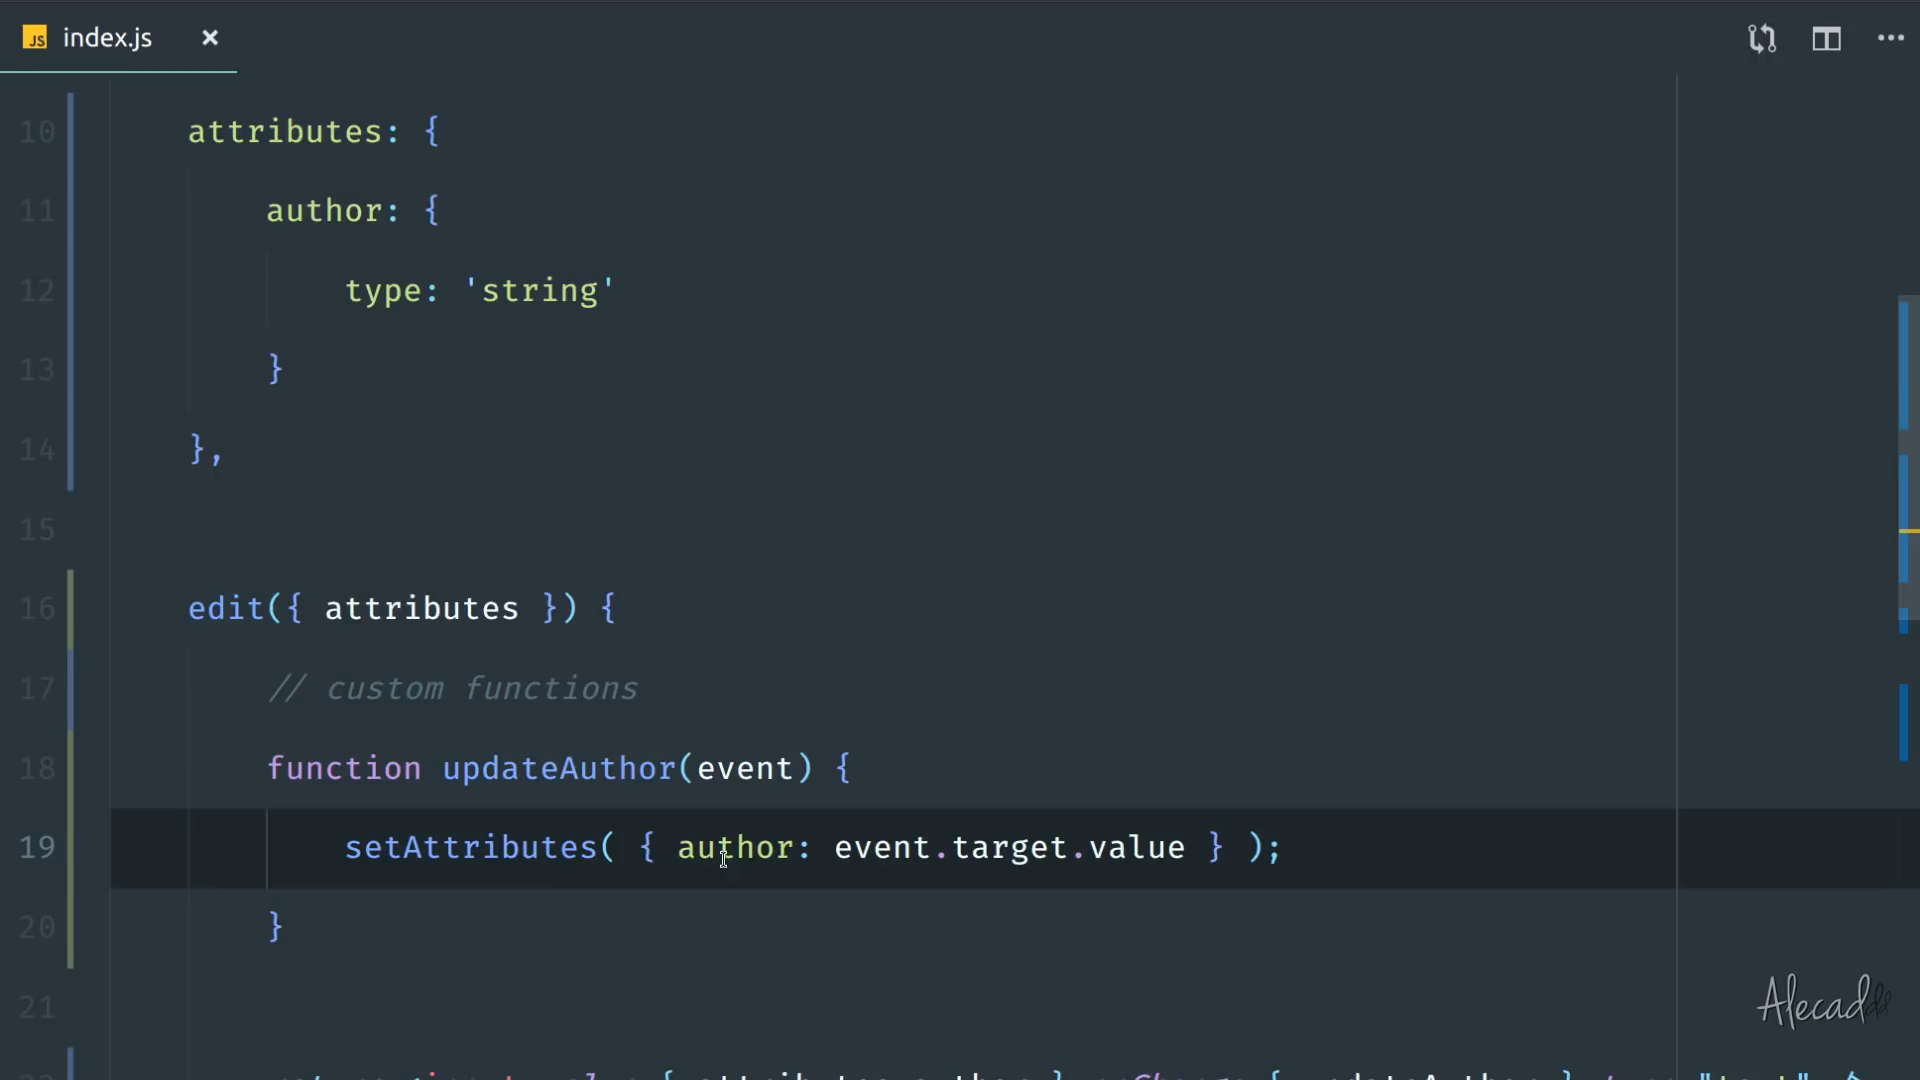 JS index.js ×
10 attributes: {
11 author: {
12 type: 'string'
13 }
14 },
15
16 edit({ attributes }) {
17 // custom functions
18 function updateAuthor(event) {
19 setAttributes( { author: event.target.value } );
20 }
21
Alecaddd